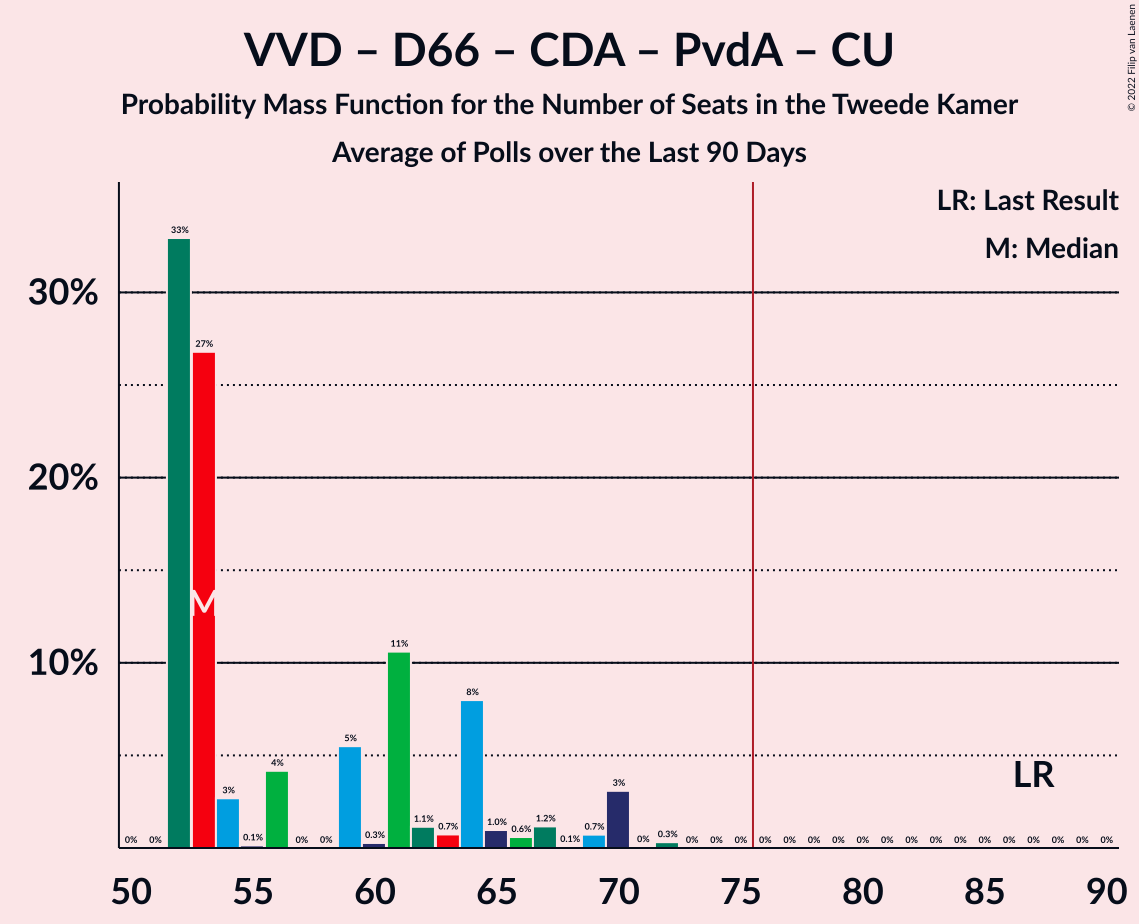 VVD – D66 – CDA – PvdA – CU
Probability Mass Function for the Number of Seats in the Tweede Kamer
Average of Polls over the Last 90 Days
© 2022 Filip van Laenen
LR: Last Result
M: Median
30%
20%
10%
0% 0% 33% 27% 3% 0.1% 4% 0% 0% 5% 0.3% 11% 1.1% 0.7% 8% 1.0% 0.6% 1.2% 0.1% 0.7% 3% 0% 0.3% 0% 0% 0% 0% 0% 0% 0% 0% 0% 0% 0% 0% 0% 0% 0% 0% 0% 0%
M
LR
50 55 60 65 70 75 80 85 90